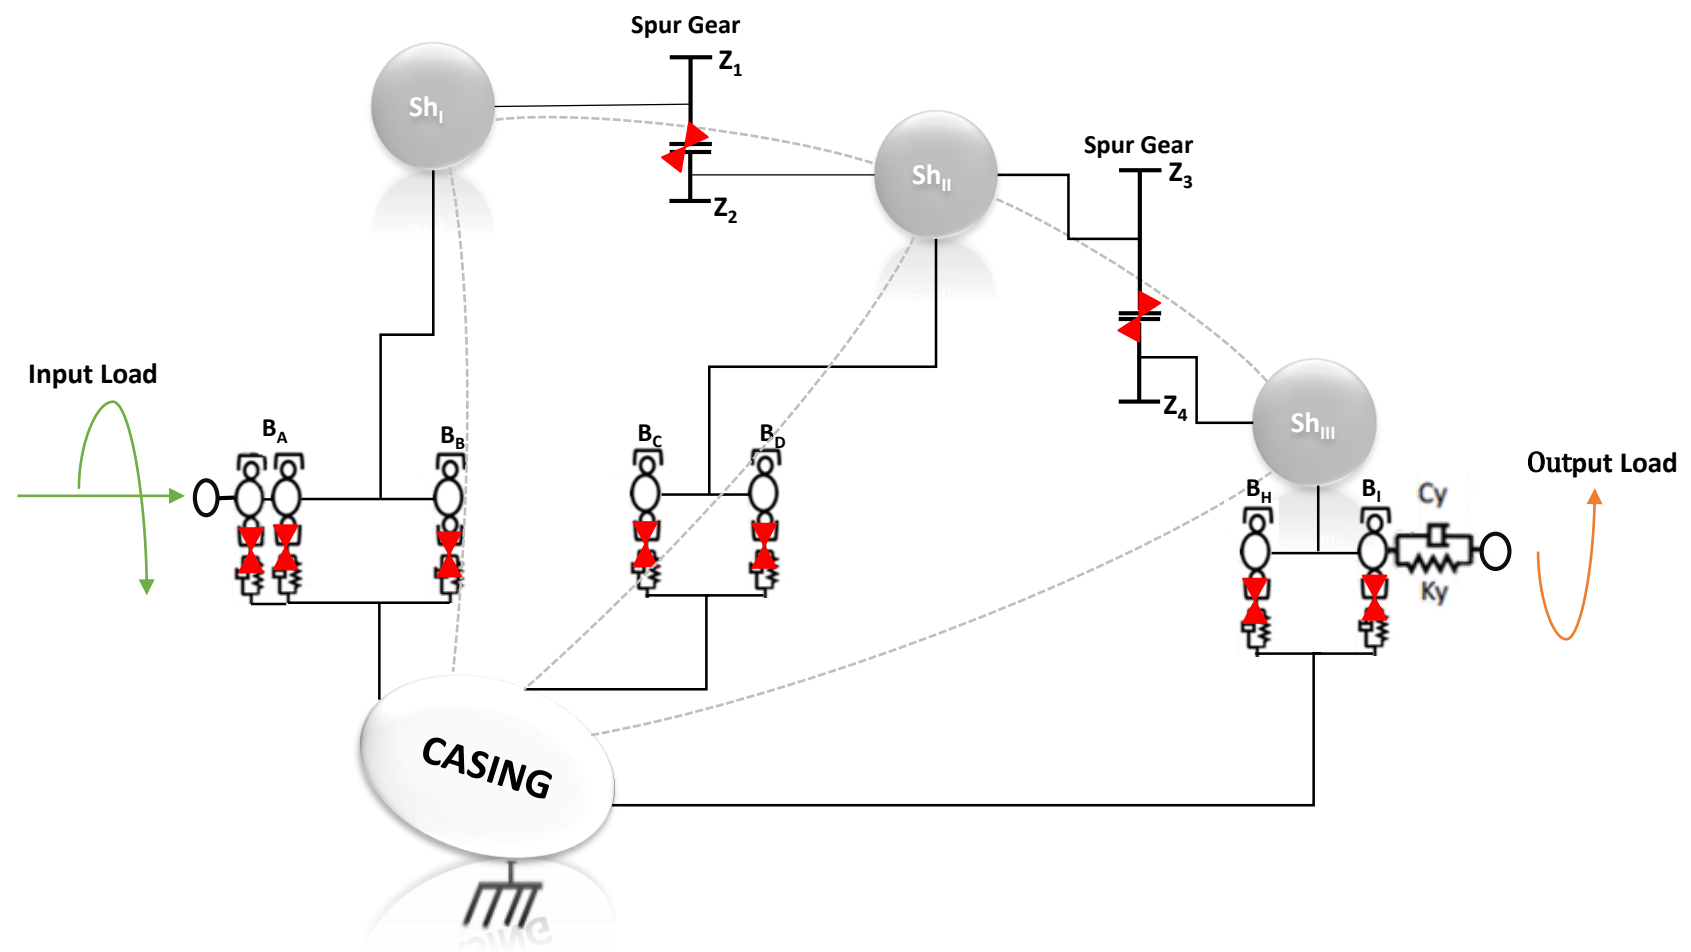 Spur Gear
Z1
ShI
Spur Gear
Z3
ShII
Z2
Input Load
Z4
ShIII
BA
BB
BC
BD
Output Load
BH
BI
Cy
Ky
CASING